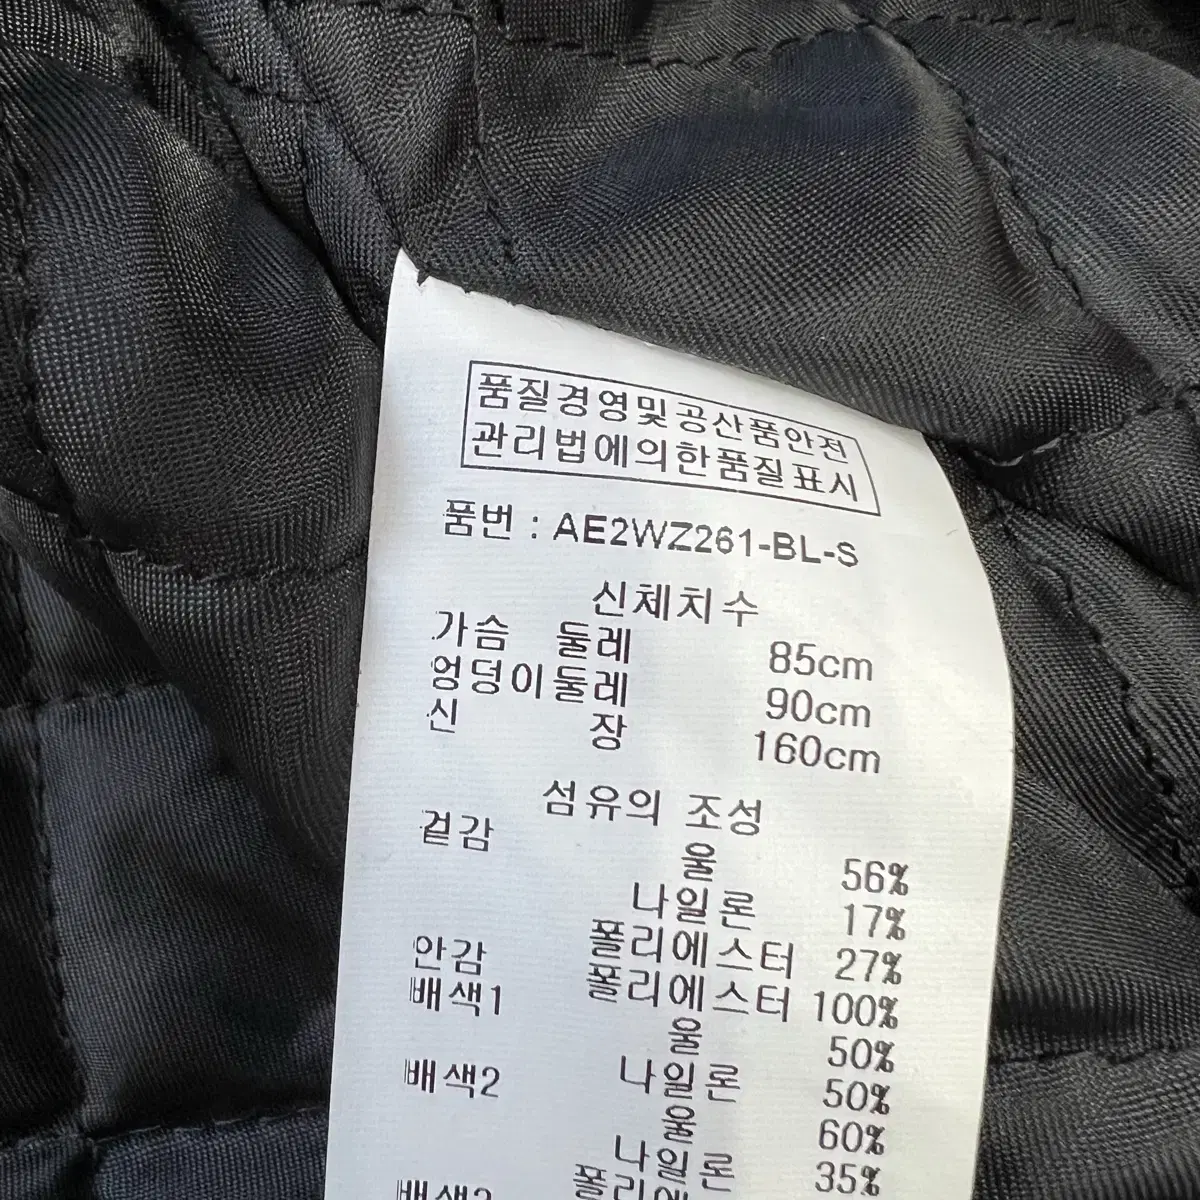 품질경영및공산품안전
관리법에의한품질표시
품번 : AE2WZ261-BL-S
신체치수
가슴 둘레 85cm
엉덩이둘레 90cm
신 장 160cm
섬유의 조성
겉감
울 56%
나일론 17%
폴리에스터 27%
안감 폴리에스터 100%
배색1
울 50%
나일론 50%
배색2
울 60%
나일론 35%